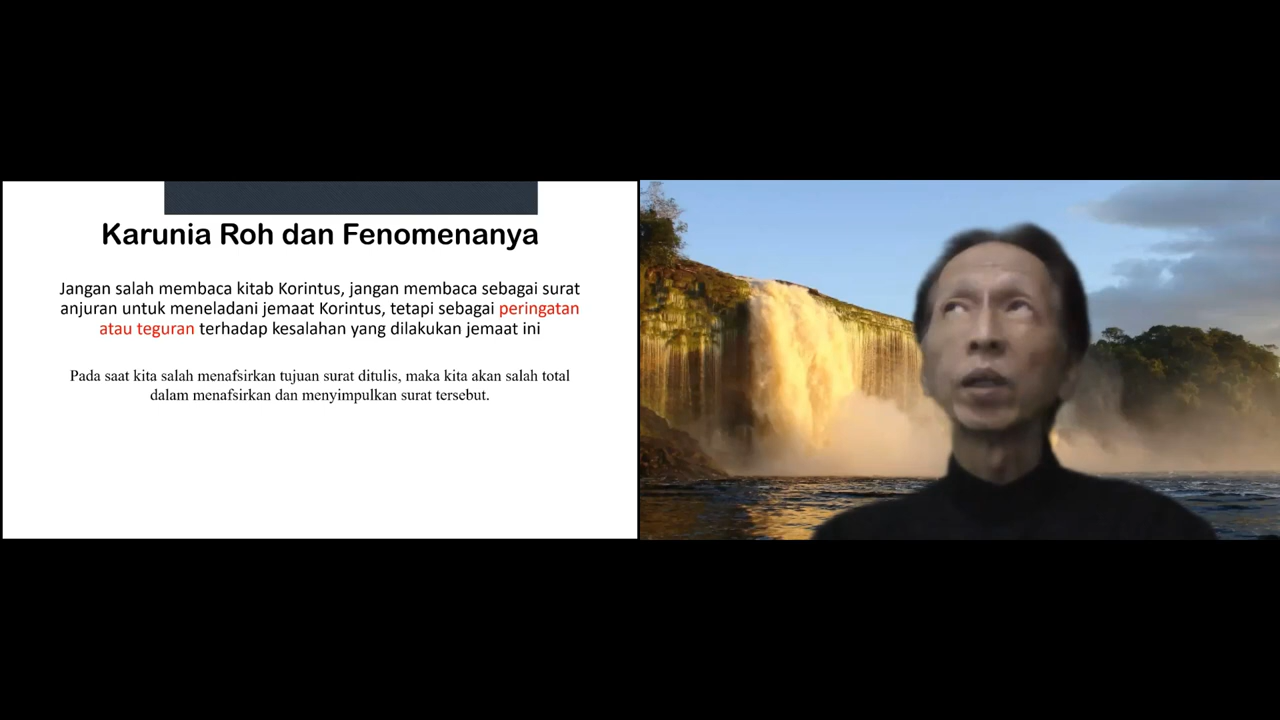 Karunia Roh dan Fenomenanya
Jangan salah membaca kitab Korintus, jangan membaca sebagai surat
anjuran untuk meneladani jemaat Korintus, tetapi sebagai peringatan
atau teguran terhadap kesalahan yang dilakukan jemaat ini
Pada saat kita salah menafsirkan tujuan surat ditulis, maka kita akan salah total
dalam menafsirkan dan menyimpulkan surat tersebut.